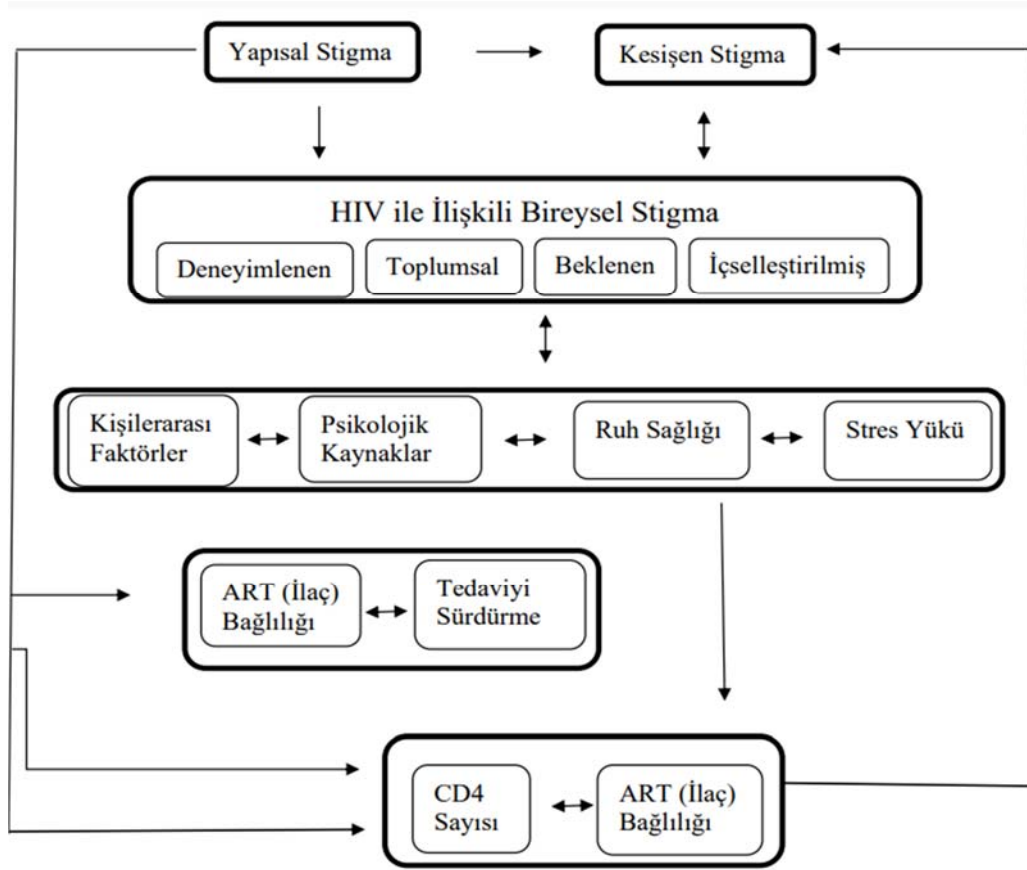 Yapısal Stigma
Kesişen Stigma
HIV ile İlişkili Bireysel Stigma
Deneyimlenen
Toplumsal
Beklenen
İçselleştirilmiş
Kişilerarası
Faktörler
Psikolojik
Kaynaklar
Ruh Sağlığı
Stres Yükü
ART (İlaç)
Bağlılığı
Tedaviyi
Sürdürme
CD4
Sayısı
ART (İlaç)
Bağlılığı